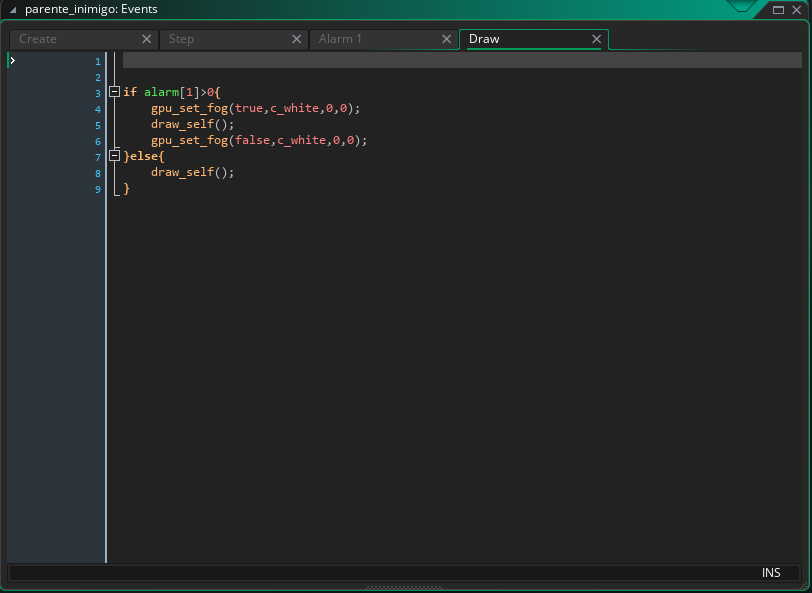 parente_inimigo: Events
Create
Step
Alarm 1
Draw
1
2
3 if alarm[1]>0{
4 gpu_set_fog(true,c_white,0,0);
5 draw_self();
6 gpu_set_fog(false,c_white,0,0);
7 }else{
8 draw_self();
9 }
INS